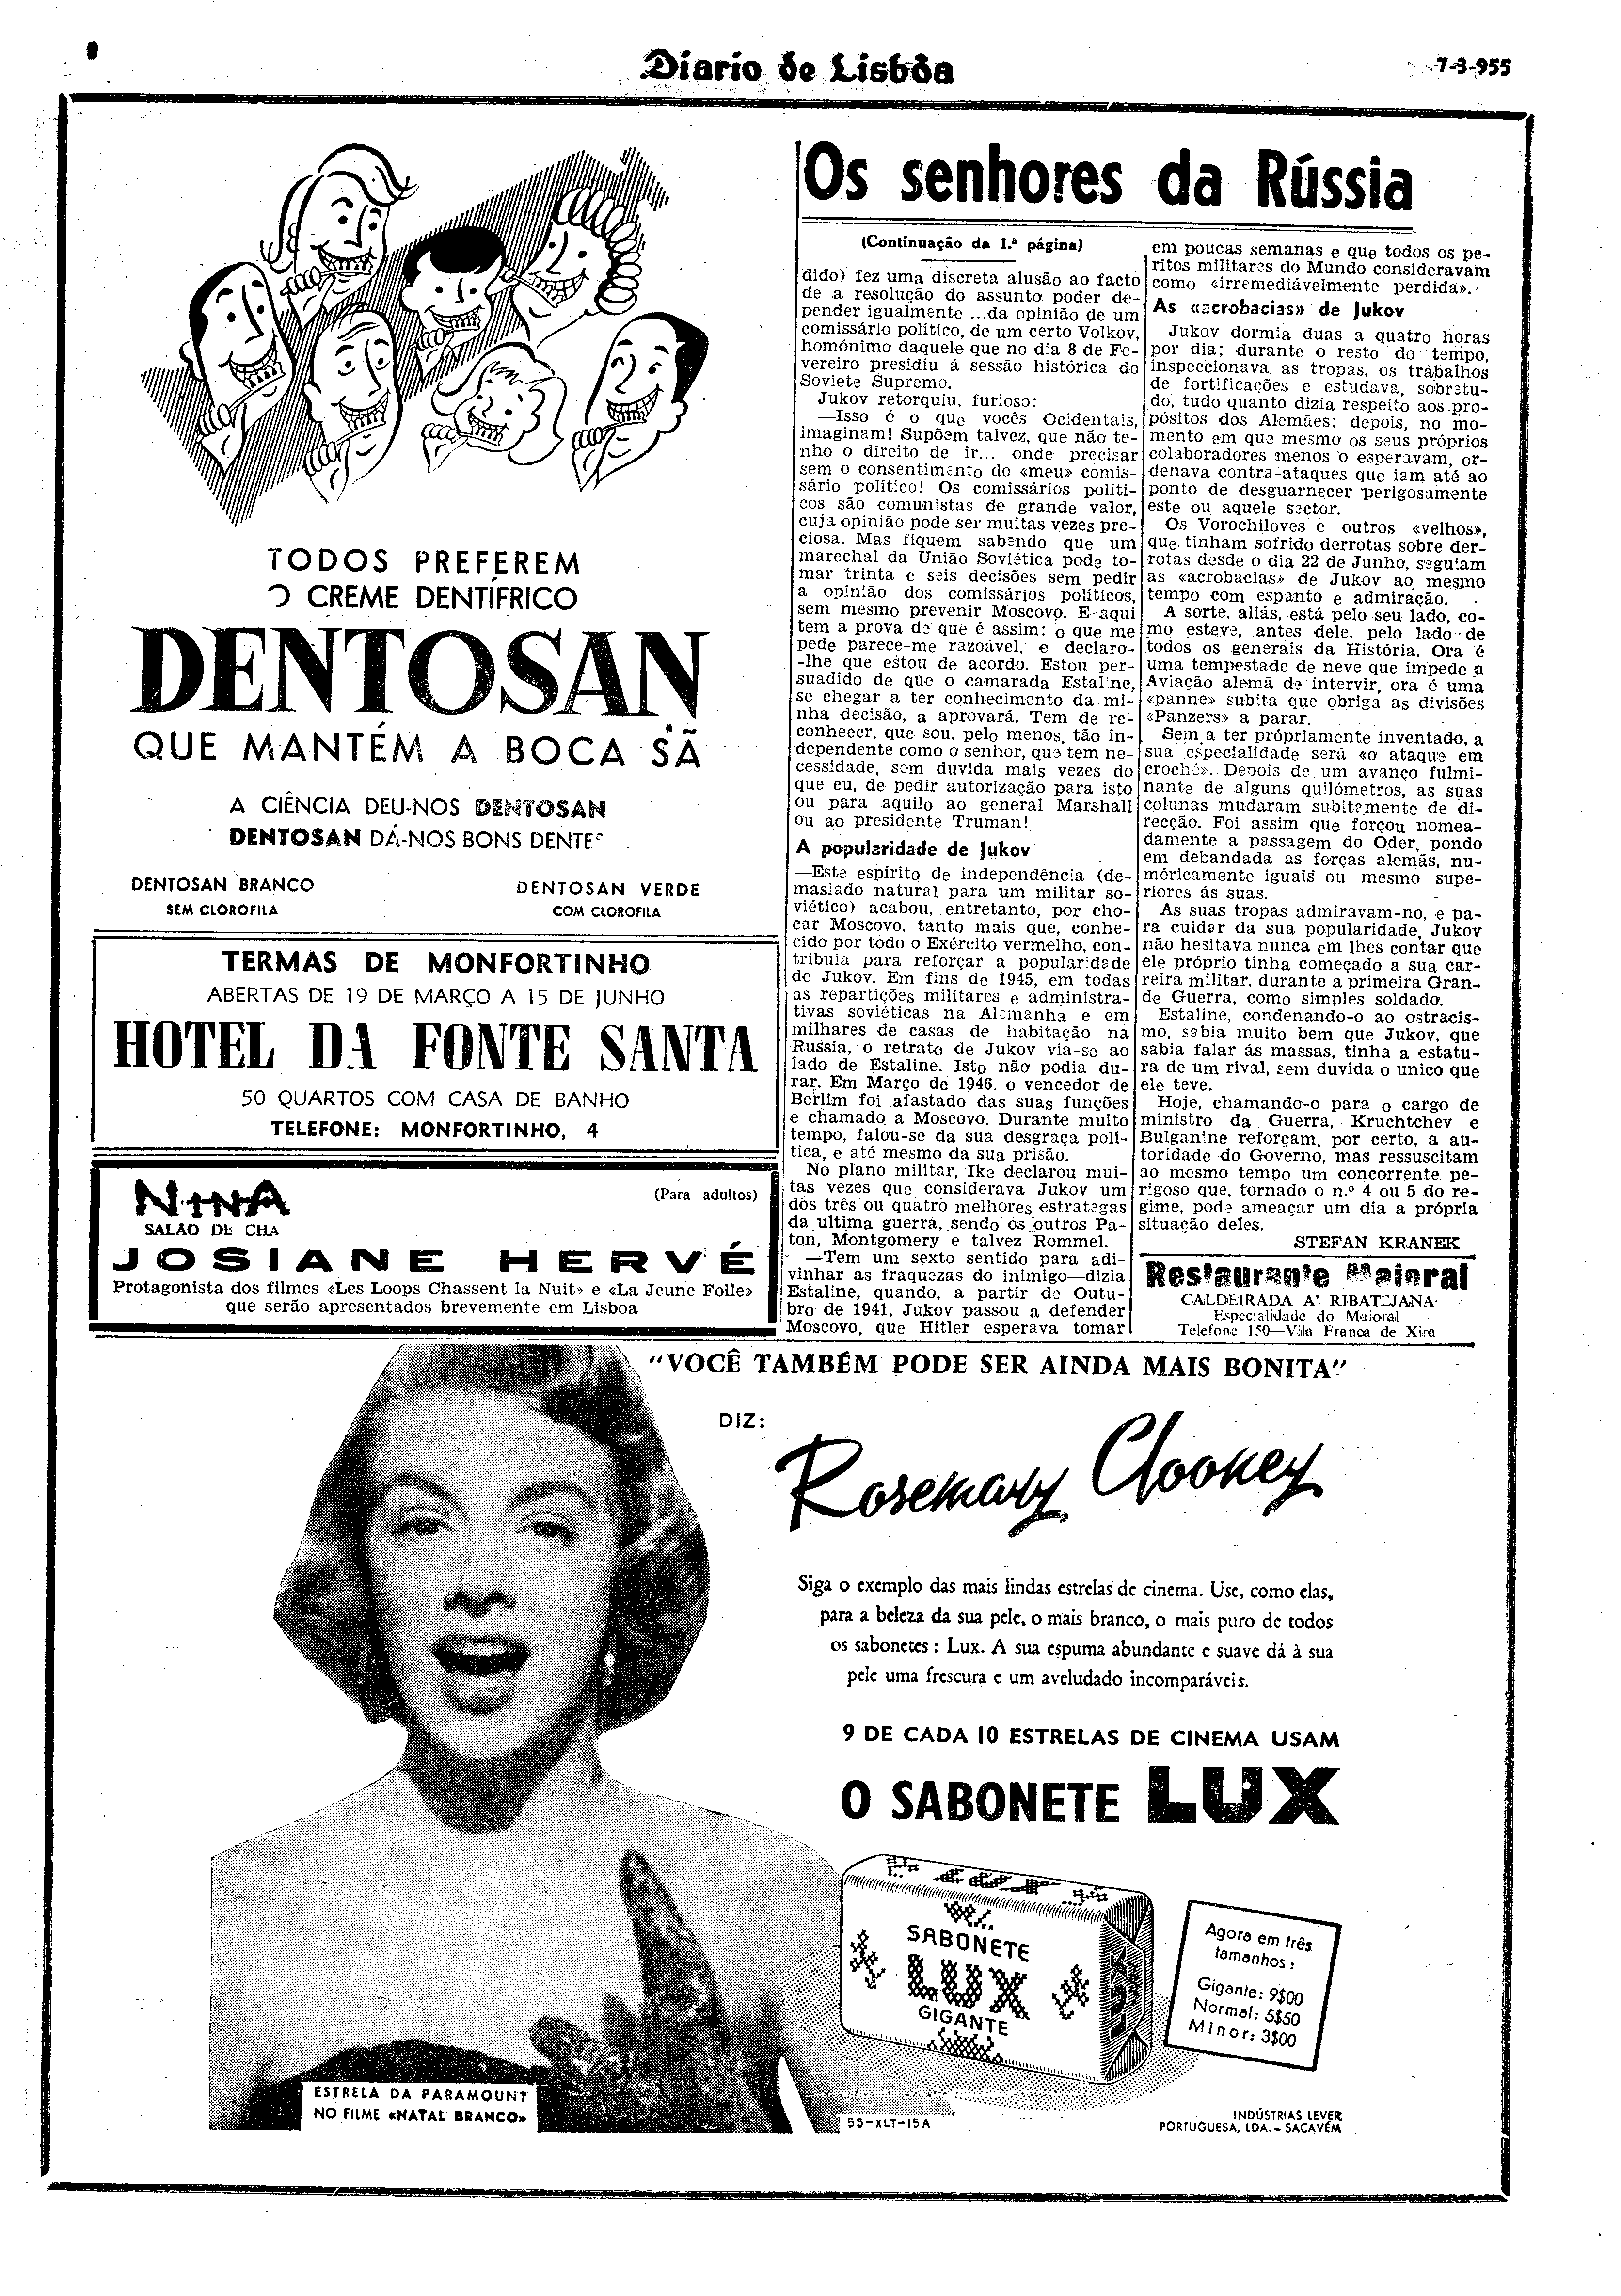 Diario de Lisbôa
7-3-955
TODOS PREFEREM
O CREME DENTÍFRICO
DENTOSAN
QUE MANTÉM A BOCA SÃ
A CIÊNCIA DEU-NOS DENTOSAN
DENTOSAN DÁ-NOS BONS DENTES
DENTOSAN BRANCO
SEM CLOROFILA
DENTOSAN VERDE
COM CLOROFILA
TERMAS DE MONFORTINHO
ABERTAS DE 19 DE MARÇO A 15 DE JUNHO
HOTEL DA FONTE SANTA
50 QUARTOS COM CASA DE BANHO
TELEFONE: MONFORTINHO, 4
NINA
SALÃO DE CHA
(Para adultos)
JOSIANE HERVÉ
Protagonista dos filmes «Les Loops Chassent la Nuit» e «La Jeune Folle»
que serão apresentados brevemente em Lisboa
Os senhores da Rússia
(Continuação da 1.ª página)
dido) fez uma discreta alusão ao facto
de a resolução do assunto poder de-
pender igualmente ...da opinião de um
comissário político, de um certo Volkov,
homónimo daquele que no dia 8 de Fe-
vereiro presidiu á sessão histórica do
Soviete Supremo.
Jukov retorquiu, furioso:
—Isso é o que vocês Ocidentais,
imaginam! Supõem talvez, que não te-
nho o direito de ir... onde precisar
sem o consentimento do «meu» comis-
sário político! Os comissários políti-
cos são comunistas de grande valor,
cuja opinião pode ser muitas vezes pre-
ciosa. Mas fiquem sabendo que um
marechal da União Soviética pode to-
mar trinta e seis decisões sem pedir
a opinião dos comissários políticos,
sem mesmo prevenir Moscovo. E aqui
tem a prova de que é assim: o que me
pede parece-me razoável, e declaro-
-lhe que estou de acordo. Estou per-
suadido de que o camarada Estaline,
se chegar a ter conhecimento da mi-
nha decisão, a aprovará. Tem de re-
conheecr, que sou, pelo menos, tão in-
dependente como o senhor, que tem ne-
cessidade, sem duvida mais vezes do
que eu, de pedir autorização para isto
ou para aquilo ao general Marshall
ou ao presidente Truman!
A popularidade de Jukov
—Este espírito de independência (de-
masiado natural para um militar so-
viético) acabou, entretanto, por cho-
car Moscovo, tanto mais que, conhe-
cido por todo o Exército vermelho, con-
tribuia para reforçar a popularidade
de Jukov. Em fins de 1945, em todas
as repartições militares e administra-
tivas soviéticas na Alemanha e em
milhares de casas de habitação na
Russia, o retrato de Jukov via-se ao
lado de Estaline. Isto não podia du-
rar. Em Março de 1946, o vencedor de
Berlim foi afastado das suas funções
e chamado a Moscovo. Durante muito
tempo, falou-se da sua desgraça polí-
tica, e até mesmo da sua prisão.
No plano militar, Ike declarou mui-
tas vezes que considerava Jukov um
dos três ou quatro melhores estrategas
da ultima guerra, sendo os outros Pa-
ton, Montgomery e talvez Rommel.
—Tem um sexto sentido para adi-
vinhar as fraquezas do inimigo—dizia
Estaline, quando, a partir de Outu-
bro de 1941, Jukov passou a defender
Moscovo, que Hitler esperava tomar
em poucas semanas e que todos os pe-
ritos militares do Mundo consideravam
como «irremediávelmente perdida».
As «acrobacias» de Jukov
Jukov dormia duas a quatro horas
por dia; durante o resto do tempo,
inspeccionava as tropas, os trabalhos
de fortificações e estudava, sobretu-
do, tudo quanto dizia respeito aos pro-
pósitos dos Alemães; depois, no mo-
mento em que mesmo os seus próprios
colaboradores menos o esperavam, or-
denava contra-ataques que iam até ao
ponto de desguarnecer perigosamente
este ou aquele sector.
Os Vorochiloves e outros «velhos»,
que tinham sofrido derrotas sobre der-
rotas desde o dia 22 de Junho, seguiam
as «acrobacias» de Jukov ao mesmo
tempo com espanto e admiração.
A sorte, aliás, está pelo seu lado, co-
mo esteve, antes dele, pelo lado de
todos os generais da História. Ora é
uma tempestade de neve que impede a
Aviação alemã de intervir, ora é uma
«panne» subita que obriga as divisões
«Panzers» a parar.
Sem a ter própriamente inventado, a
sua especialidade será «o ataque em
croché». Depois de um avanço fulmi-
nante de alguns quilómetros, as suas
colunas mudaram subitamente de di-
recção. Foi assim que forçou nomea-
damente a passagem do Oder, pondo
em debandada as forças alemãs, nu-
méricamente iguais ou mesmo supe-
riores ás suas.
As suas tropas admiravam-no, e pa-
ra cuidar da sua popularidade, Jukov
não hesitava nunca em lhes contar que
ele próprio tinha começado a sua car-
reira militar, durante a primeira Gran-
de Guerra, como simples soldado.
Estaline, condenando-o ao ostracis-
mo, sabia muito bem que Jukov, que
sabia falar ás massas, tinha a estatu-
ra de um rival, sem duvida o unico que
ele teve.
Hoje, chamando-o para o cargo de
ministro da Guerra, Kruchtchev e
Bulganine reforçam, por certo, a au-
toridade do Governo, mas ressuscitam
ao mesmo tempo um concorrente pe-
rigoso que, tornado o n.º 4 ou 5 do re-
gime, pode ameaçar um dia a própria
situação deles.
STEFAN KRANEK
Restaurante Maioral
CALDEIRADA A' RIBATEJANA
Especialidade do Maioral
Telefone 150—Vila Franca de Xira
"VOCÊ TAMBÉM PODE SER AINDA MAIS BONITA"
DIZ:
Rosemary Clooney
Siga o exemplo das mais lindas estrelas de cinema. Use, como elas,
para a beleza da sua pele, o mais branco, o mais puro de todos
os sabonetes : Lux. A sua espuma abundante e suave dá à sua
pele uma frescura e um aveludado incomparáveis.
9 DE CADA 10 ESTRELAS DE CINEMA USAM
O SABONETE LUX
SABONETE
LUX
GIGANTE
LUX
Agora em três
tamanhos :
Gigante: 9$00
Normal: 5$50
Minor: 3$00
ESTRELA DA PARAMOUNT
NO FILME «NATAL BRANCO»
55-XLT-15A
INDÚSTRIAS LEVER
PORTUGUESA, LDA. - SACAVÉM